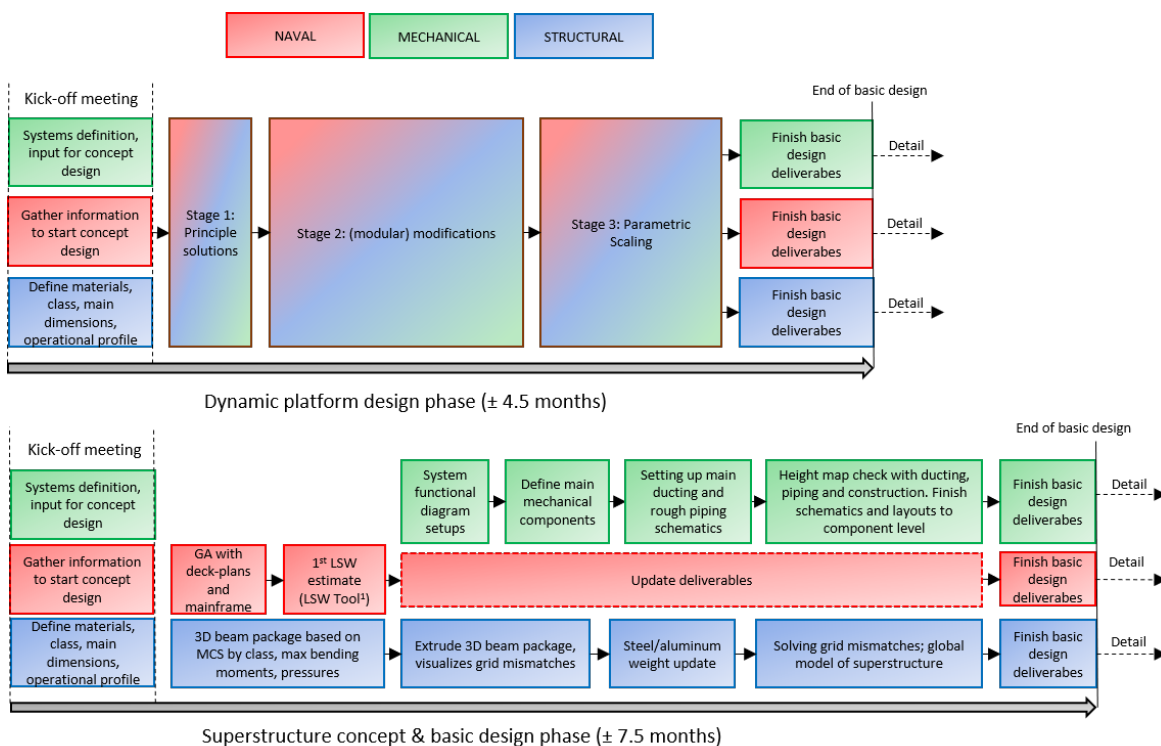 NAVAL
MECHANICAL
STRUCTURAL
Kick-off meeting
End of basic design
Systems definition,
input for concept
design
Gather information
to start concept
design
Define materials,
class, main
dimensions,
operational profile
Stage 1:
Principle
solutions
Stage 2: (modular) modifications
Stage 3: Parametric
Scaling
Finish basic
design
deliverabes
Detail
Finish basic
design
deliverabes
Detail
Finish basic
design
deliverabes
Detail
Dynamic platform design phase (± 4.5 months)
Kick-off meeting
End of basic design
Systems definition,
input for concept
design
System
functional
diagram
setups
Define main
mechanical
components
Setting up main
ducting and
rough piping
schematics
Height map check with ducting,
piping and construction. Finish
schematics and layouts to
component level
Finish basic
design
deliverabes
Detail
Gather information
to start concept
design
GA with
deck-plans
and
mainframe
1st LSW
estimate
(LSW Tool¹)
Update deliverables
Finish basic
design
deliverabes
Detail
Define materials,
class, main
dimensions,
operational profile
3D beam package based on
MCS by class, max bending
moments, pressures
Extrude 3D beam package,
visualizes grid mismatches
Steel/aluminum
weight update
Solving grid mismatches; global
model of superstructure
Finish basic
design
deliverabes
Detail
Superstructure concept & basic design phase (± 7.5 months)